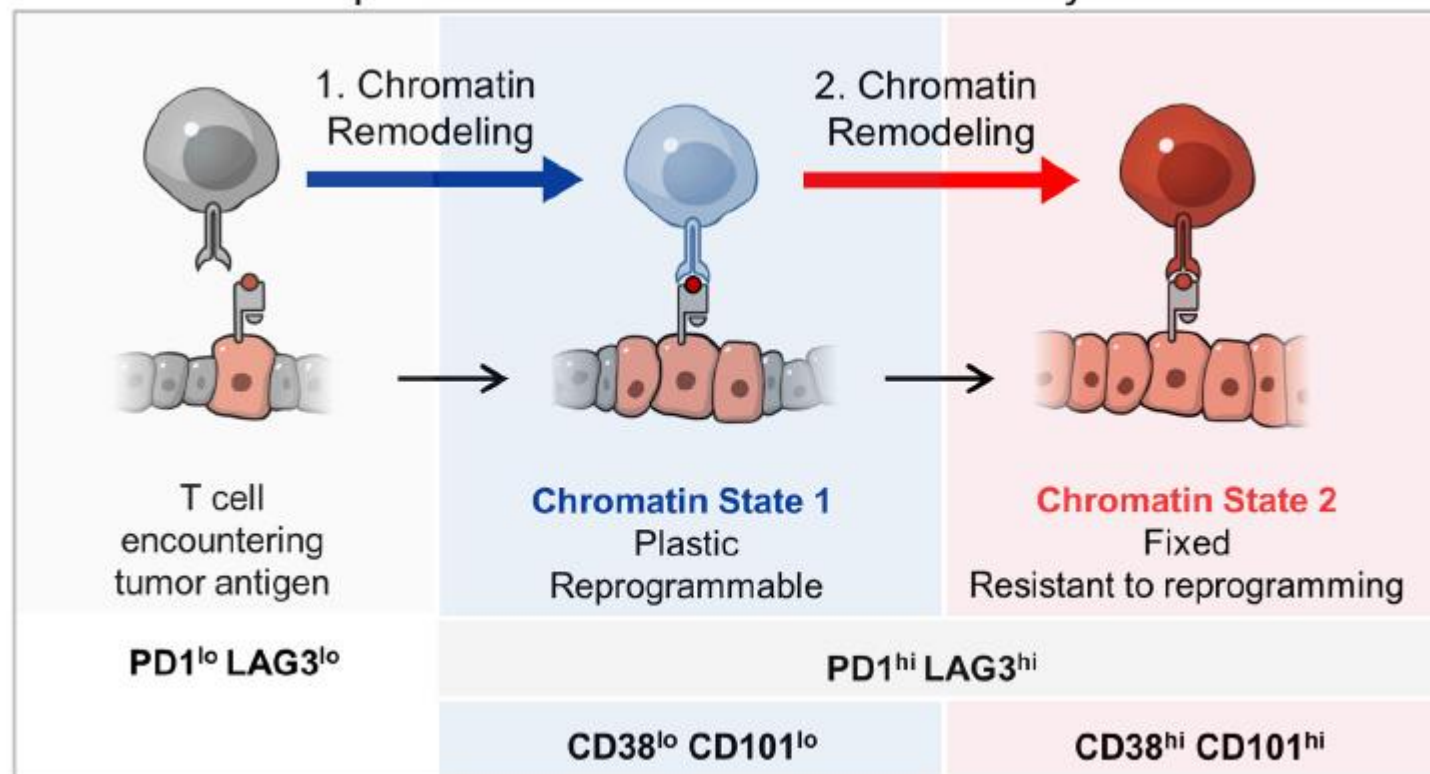 1. Chromatin
Remodeling
2. Chromatin
Remodeling
T cell
encountering
tumor antigen
Chromatin State 1
Plastic
Reprogrammable
Chromatin State 2
Fixed
Resistant to reprogramming
PD1ˡᵒ LAG3ˡᵒ
PD1ʰⁱ LAG3ʰⁱ
CD38ˡᵒ CD101ˡᵒ
CD38ʰⁱ CD101ʰⁱ